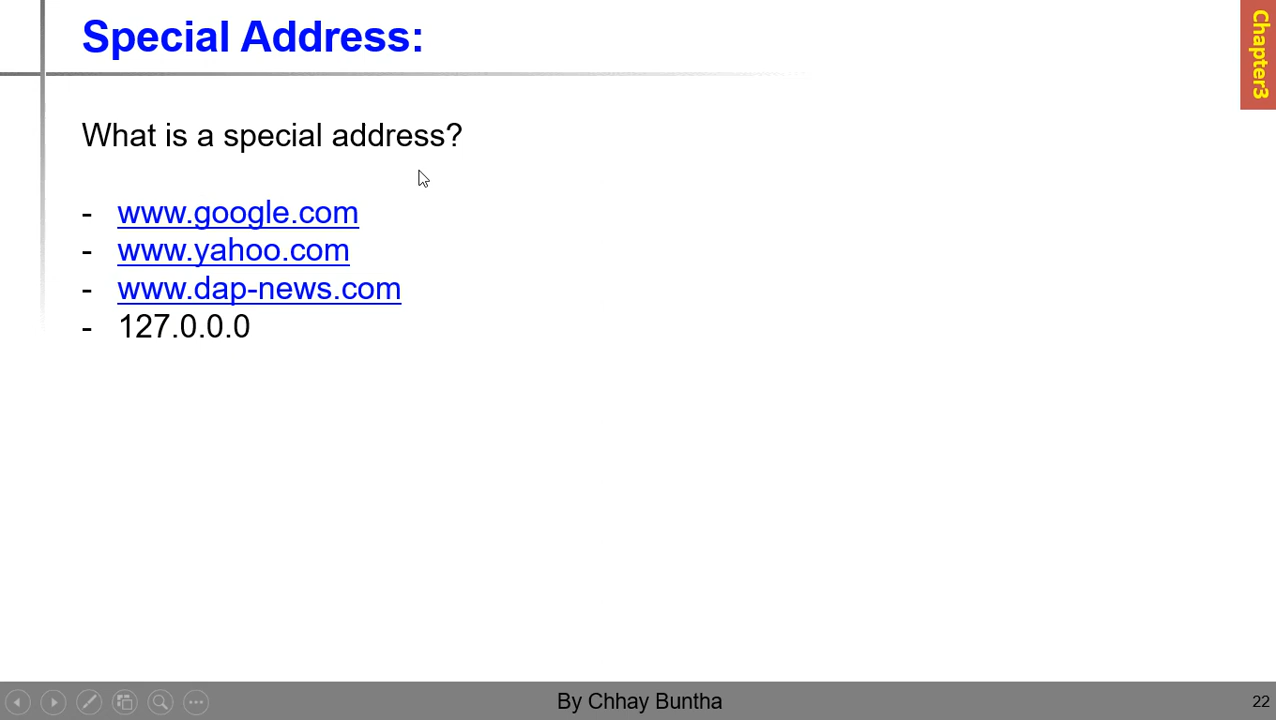 Special Address:
Chapter3
What is a special address?
- www.google.com
- www.yahoo.com
- www.dap-news.com
- 127.0.0.0
By Chhay Buntha
22